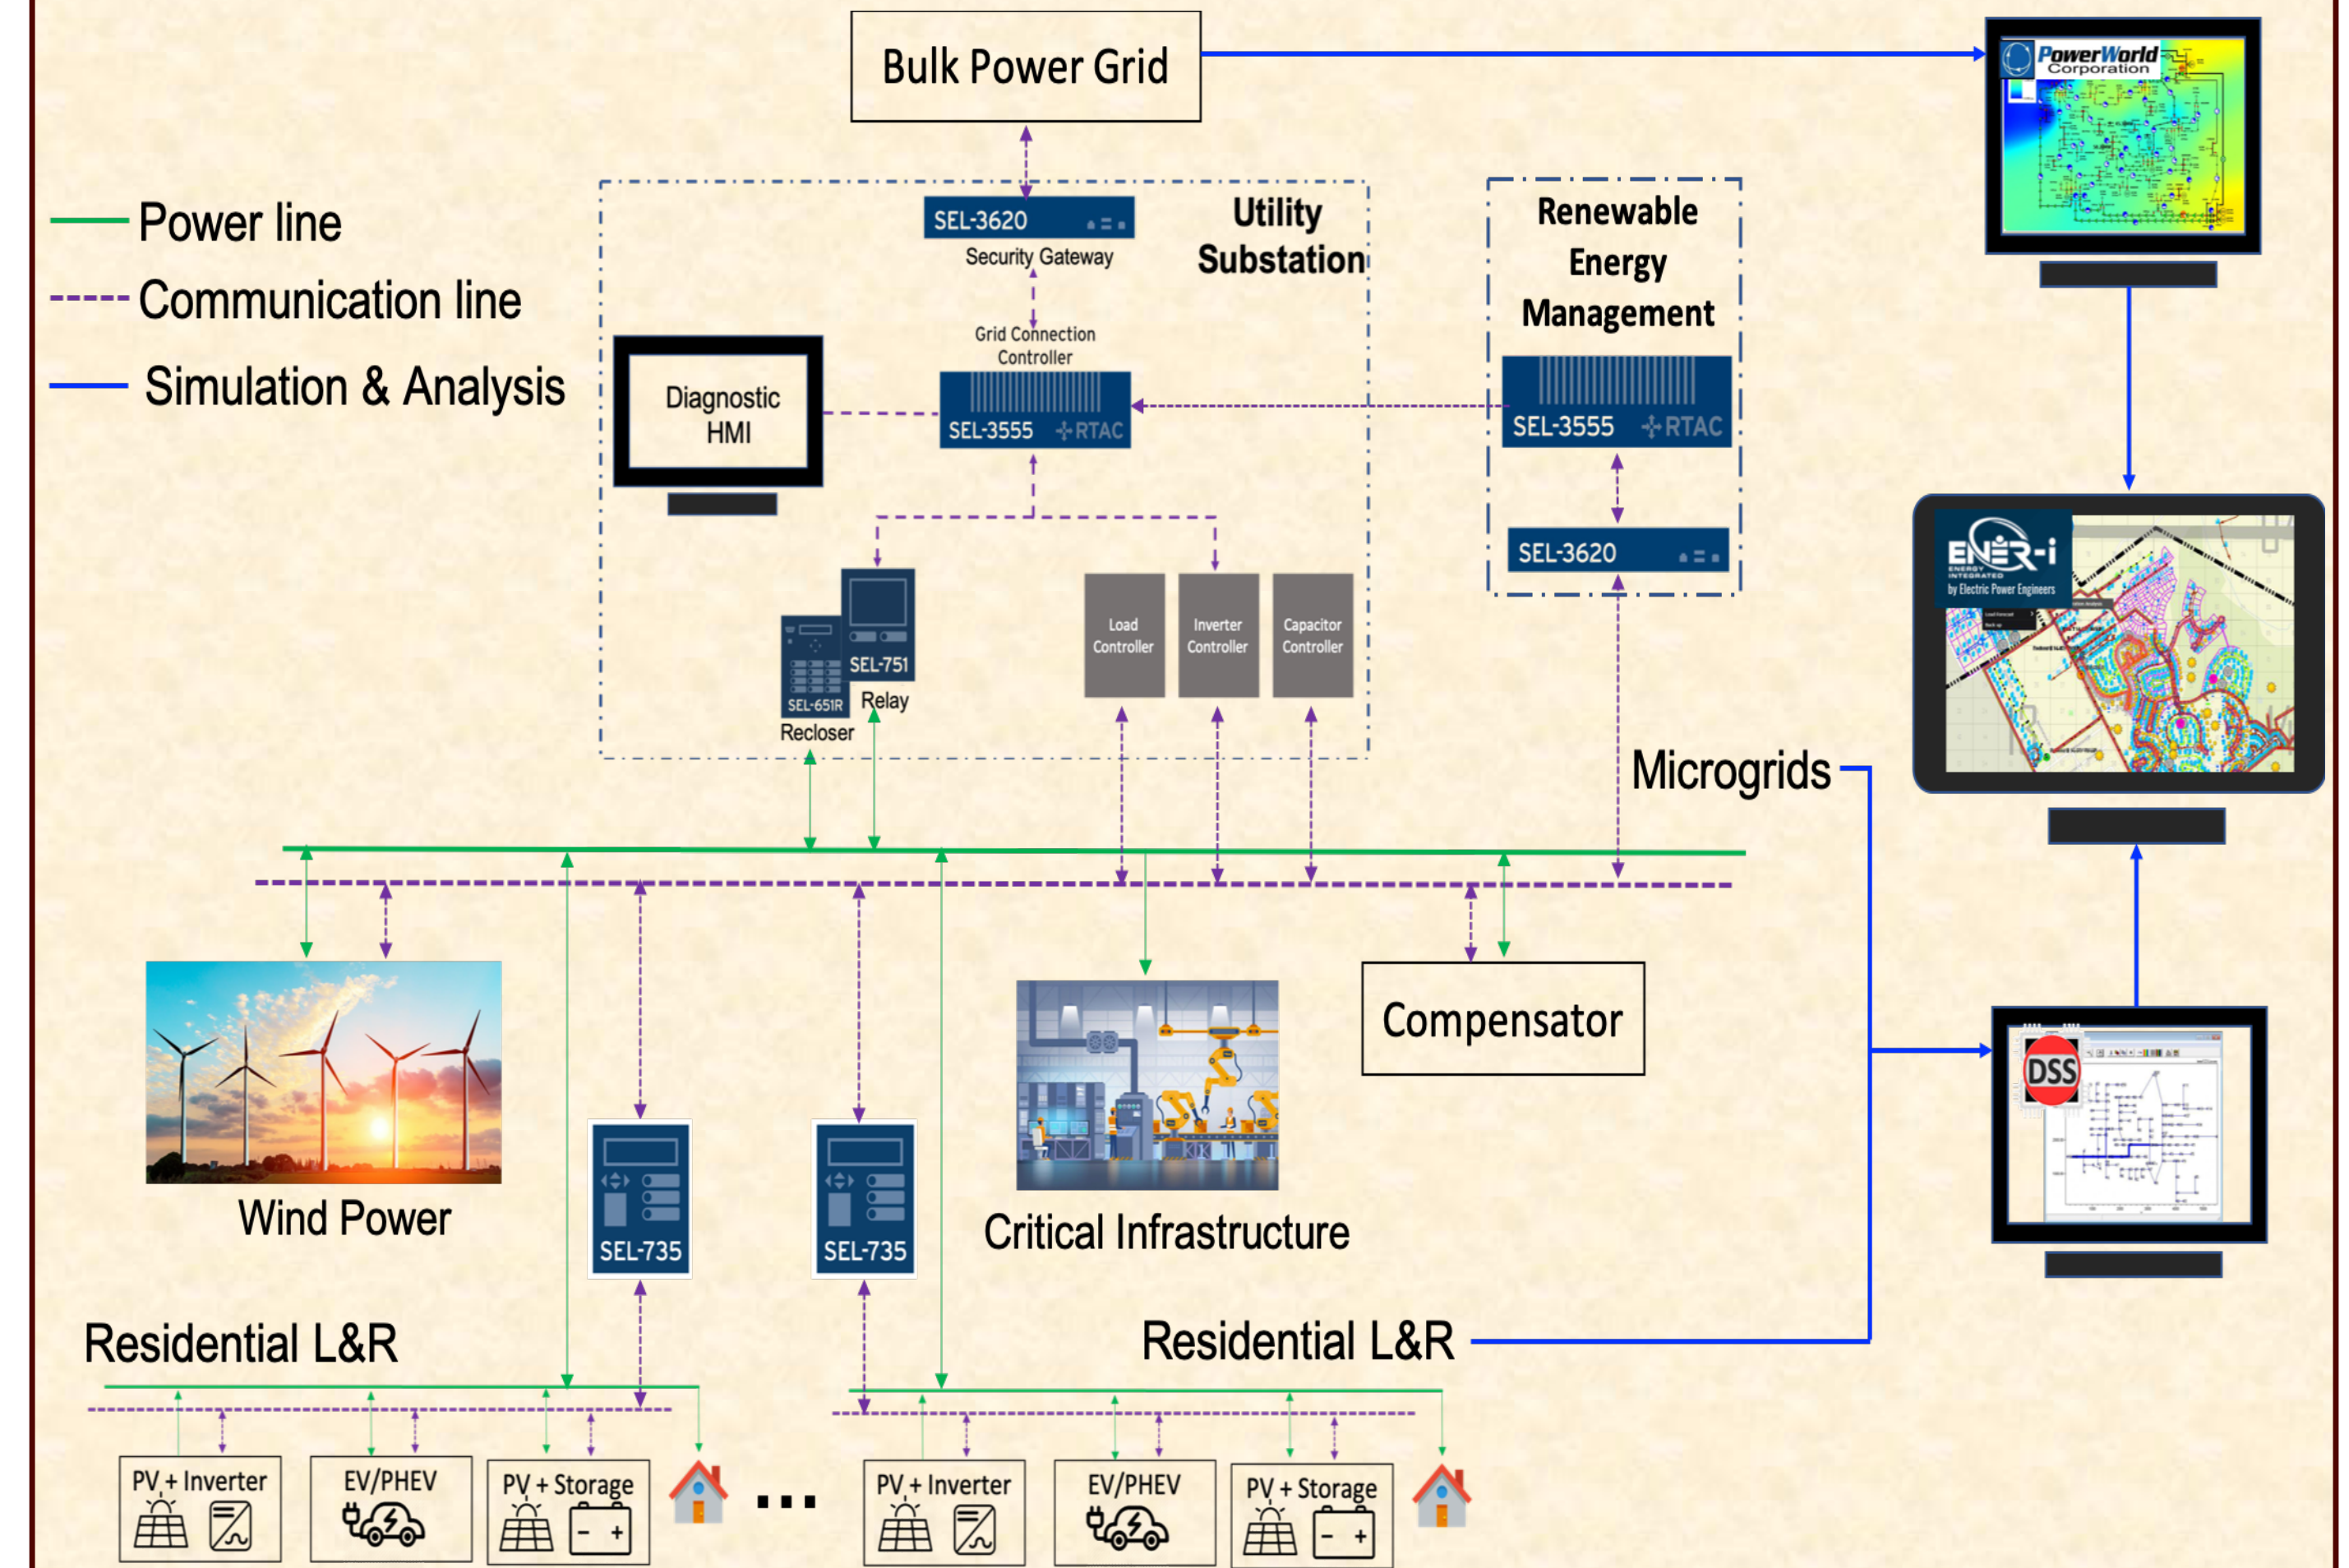 Bulk Power Grid
PowerWorld
Corporation
Power line
Communication line
Simulation & Analysis
SEL-3620
Security Gateway
Utility
Substation
Grid Connection
Controller
SEL-3555 RTAC
Diagnostic
HMI
Renewable
Energy
Management
SEL-3555 RTAC
SEL-3620
ENER-i
ENERGY
INTEGRATED
by Electric Power Engineers
SEL-751
Relay
SEL-651R
Recloser
Load
Controller
Inverter
Controller
Capacitor
Controller
Microgrids
Wind Power
SEL-735
SEL-735
Critical Infrastructure
Compensator
DSS
Residential L&R
Residential L&R
PV + Inverter
EV/PHEV
PV + Storage
...
PV + Inverter
EV/PHEV
PV + Storage